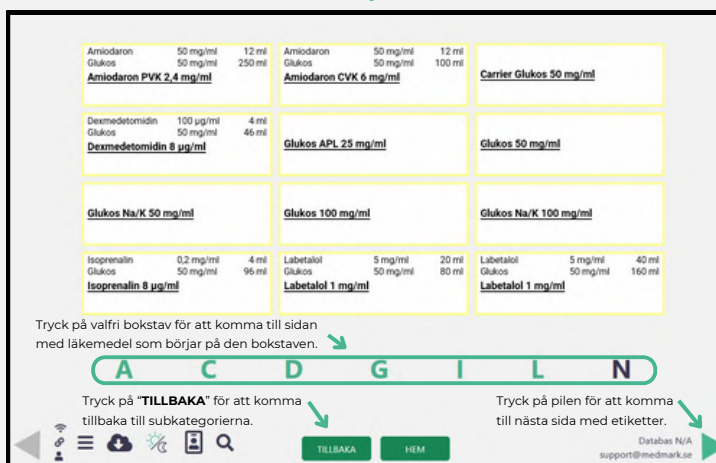 Amiodaron 50 mg/ml 12 ml
Glukos 50 mg/ml 250 ml
Amiodaron PVK 2,4 mg/ml
Amiodaron 50 mg/ml 12 ml
Glukos 50 mg/ml 100 ml
Amiodaron CVK 6 mg/ml
Carrier Glukos 50 mg/ml
Dexmedetomidin 100 µg/ml 4 ml
Glukos 50 mg/ml 46 ml
Dexmedetomidin 8 µg/ml
Glukos APL 25 mg/ml
Glukos 50 mg/ml
Glukos Na/K 50 mg/ml
Glukos 100 mg/ml
Glukos Na/K 100 mg/ml
Isoprenalin 0,2 mg/ml 4 ml
Glukos 50 mg/ml 96 ml
Isoprenalin 8 µg/ml
Labetalol 5 mg/ml 20 ml
Glukos 50 mg/ml 80 ml
Labetalol 1 mg/ml
Labetalol 5 mg/ml 40 ml
Glukos 50 mg/ml 160 ml
Labetalol 1 mg/ml
Tryck på valfri bokstav för att komma till sidan
med läkemedel som börjar på den bokstaven.
A C D G I L N
Tryck på "TILLBAKA" för att komma
tillbaka till subkategorierna.
Tryck på pilen för att komma
till nästa sida med etiketter.
TILLBAKA HEM
Databas N/A
support@medmark.se